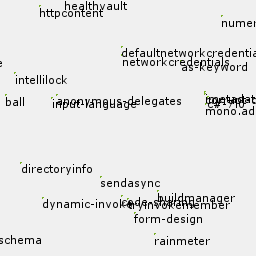 healthyvault
httpcontent
defaultnetworkcredentials
networkcredentials
as-keyword
intellilock
ball
anonymous-delegates
input-language
mono.ad
directoryinfo
sendasync
buildmanager
dynamic-invoke
tryinvokemember
form-design
schema
rainmeter